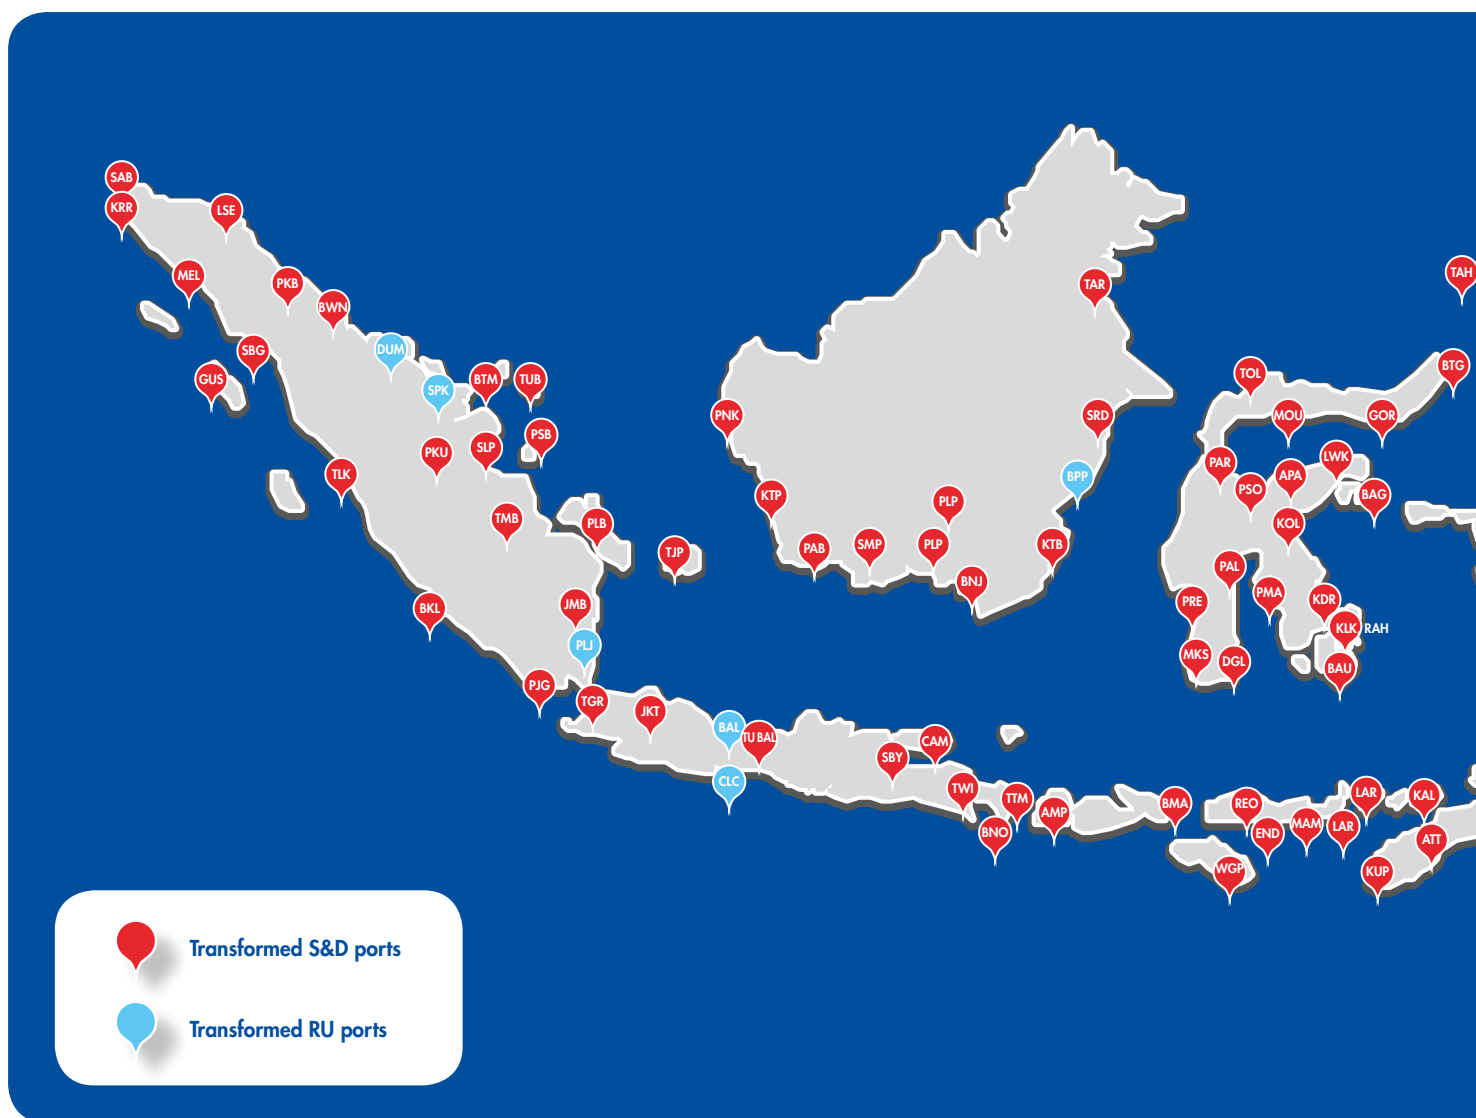 SAB
KRR
LSE
MEL
PKB
BWN
SBG
GUS
DUM
SPK
BTM
TUB
PSB
PKU
SLP
TLK
TMB
PLB
TJP
BKL
JMB
PLJ
PJG
TGR
JKT
BAL
TU BAL
CLC
SBY
CAM
TWI
BNO
TTM
AMP
BMA
REO
END
MAM
LAR
LAR
KAL
ATT
KUP
WGP
TAR
PNK
SRD
BPP
KTP
PLP
PAB
SMP
PLP
KTB
BNJ
TAH
BTG
TOL
MOU
GOR
PAR
PSO
APA
LWK
BAG
KOL
PAL
PRE
PMA
KDR
KLK RAH
MKS
DGL
BAU
Transformed S&D ports
Transformed RU ports